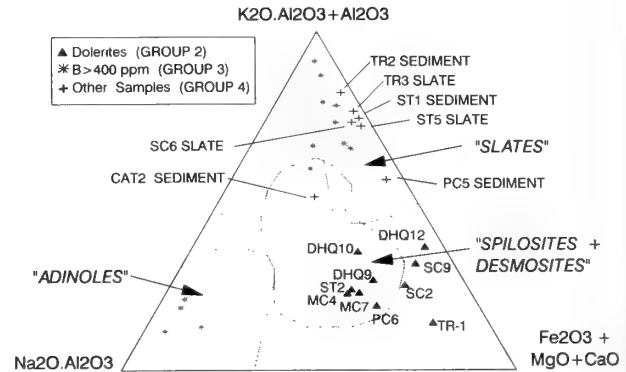 K2O.Al2O3+Al2O3
▲ Dolerites (GROUP 2)
✳ B>400 ppm (GROUP 3)
+ Other Samples (GROUP 4)
TR2 SEDIMENT
TR3 SLATE
ST1 SEDIMENT
ST5 SLATE
SC6 SLATE
"SLATES"
CAT2 SEDIMENT
PC5 SEDIMENT
DHQ12
DHQ10
"SPILOSITES +
DESMOSITES"
SC9
"ADINOLES"
DHQ9
ST2
SC2
MC4
MC7
PC6
TR-1
Na2O.Al2O3
Fe2O3 +
MgO+CaO